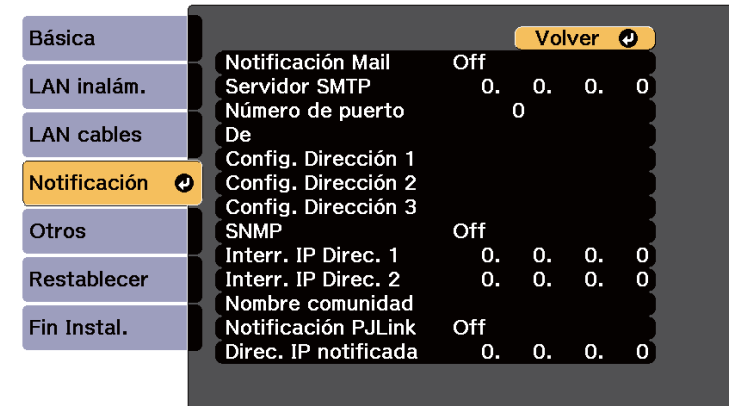 Básica
LAN inalám.
LAN cables
Notificación
Otros
Restablecer
Fin Instal.
Volver
Notificación Mail Off
Servidor SMTP 0. 0. 0. 0
Número de puerto 0
De
Config. Dirección 1
Config. Dirección 2
Config. Dirección 3
SNMP Off
Interr. IP Direc. 1 0. 0. 0. 0
Interr. IP Direc. 2 0. 0. 0. 0
Nombre comunidad
Notificación PJLink Off
Direc. IP notificada 0. 0. 0. 0